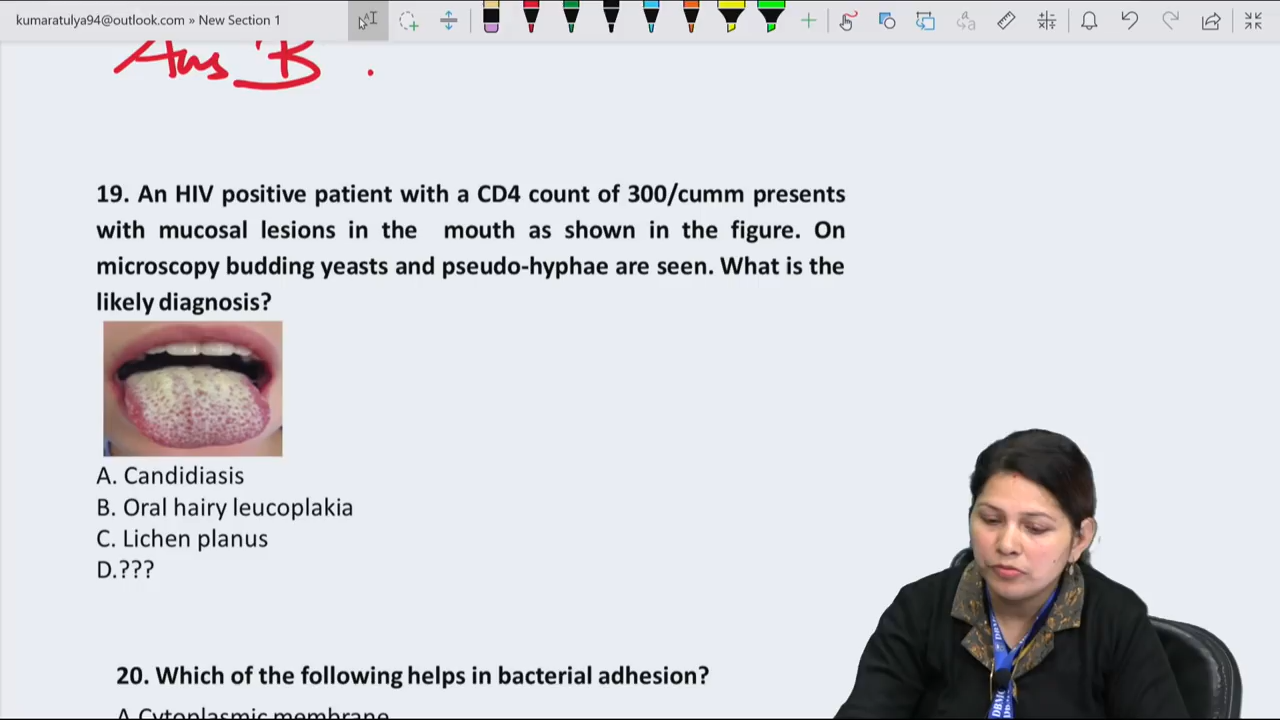 kumaratulya94@outlook.com » New Section 1
Ans B.
19. An HIV positive patient with a CD4 count of 300/cumm presents
with mucosal lesions in the mouth as shown in the figure. On
microscopy budding yeasts and pseudo-hyphae are seen. What is the
likely diagnosis?
A. Candidiasis
B. Oral hairy leucoplakia
C. Lichen planus
D.???
20. Which of the following helps in bacterial adhesion?
A Cytoplasmic membrane